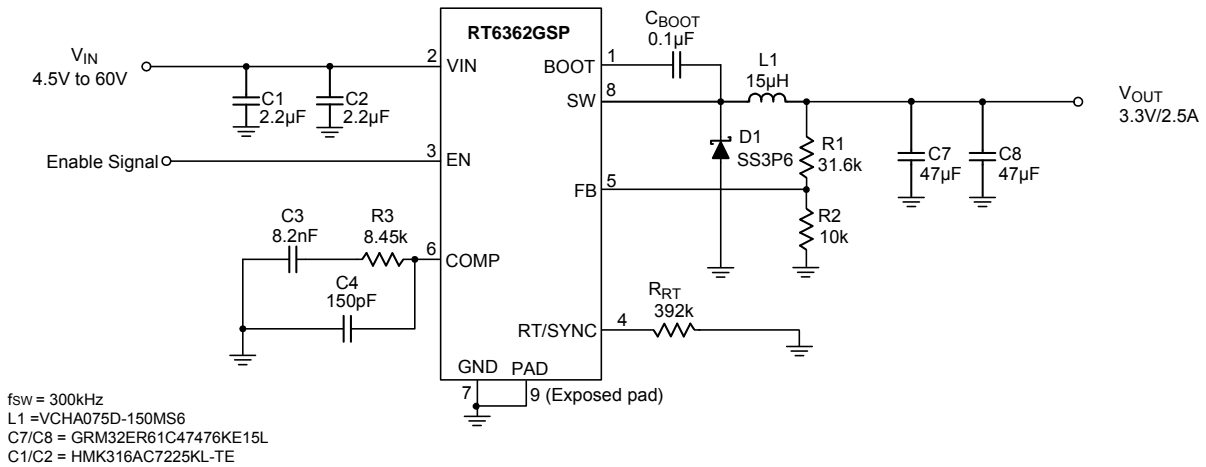 RT6362GSP
VIN
4.5V to 60V
2
VIN
C1
2.2µF
C2
2.2µF
Enable Signal
3
EN
C3
8.2nF
R3
8.45k
6
COMP
C4
150pF
GND
PAD
7
9 (Exposed pad)
BOOT
1
CBOOT
0.1µF
SW
8
L1
15µH
D1
SS3P6
R1
31.6k
FB
5
R2
10k
RT/SYNC
4
RRT
392k
C7
47µF
C8
47µF
VOUT
3.3V/2.5A
fSW = 300kHz
L1 =VCHA075D-150MS6
C7/C8 = GRM32ER61C47476KE15L
C1/C2 = HMK316AC7225KL-TE